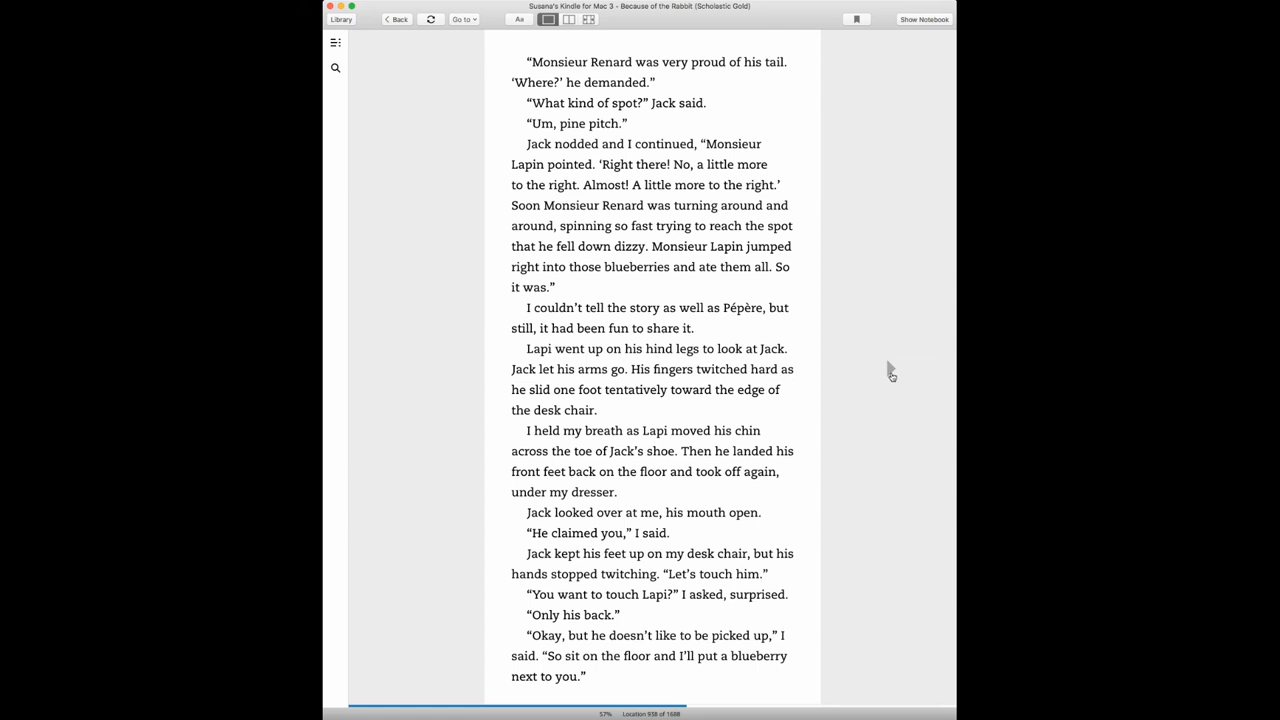 Susana's Kindle for Mac 3 - Because of the Rabbit (Scholastic Gold)
Library
Back
Go to
Aa
Show Notebook
“Monsieur Renard was very proud of his tail.
‘Where?’ he demanded.”
“What kind of spot?” Jack said.
“Um, pine pitch.”
Jack nodded and I continued, “Monsieur
Lapin pointed. ‘Right there! No, a little more
to the right. Almost! A little more to the right.’
Soon Monsieur Renard was turning around and
around, spinning so fast trying to reach the spot
that he fell down dizzy. Monsieur Lapin jumped
right into those blueberries and ate them all. So
it was.”
I couldn’t tell the story as well as Pépère, but
still, it had been fun to share it.
Lapi went up on his hind legs to look at Jack.
Jack let his arms go. His fingers twitched hard as
he slid one foot tentatively toward the edge of
the desk chair.
I held my breath as Lapi moved his chin
across the toe of Jack’s shoe. Then he landed his
front feet back on the floor and took off again,
under my dresser.
Jack looked over at me, his mouth open.
“He claimed you,” I said.
Jack kept his feet up on my desk chair, but his
hands stopped twitching. “Let’s touch him.”
“You want to touch Lapi?” I asked, surprised.
“Only his back.”
“Okay, but he doesn’t like to be picked up,” I
said. “So sit on the floor and I’ll put a blueberry
next to you.”
57% Location 938 of 1688